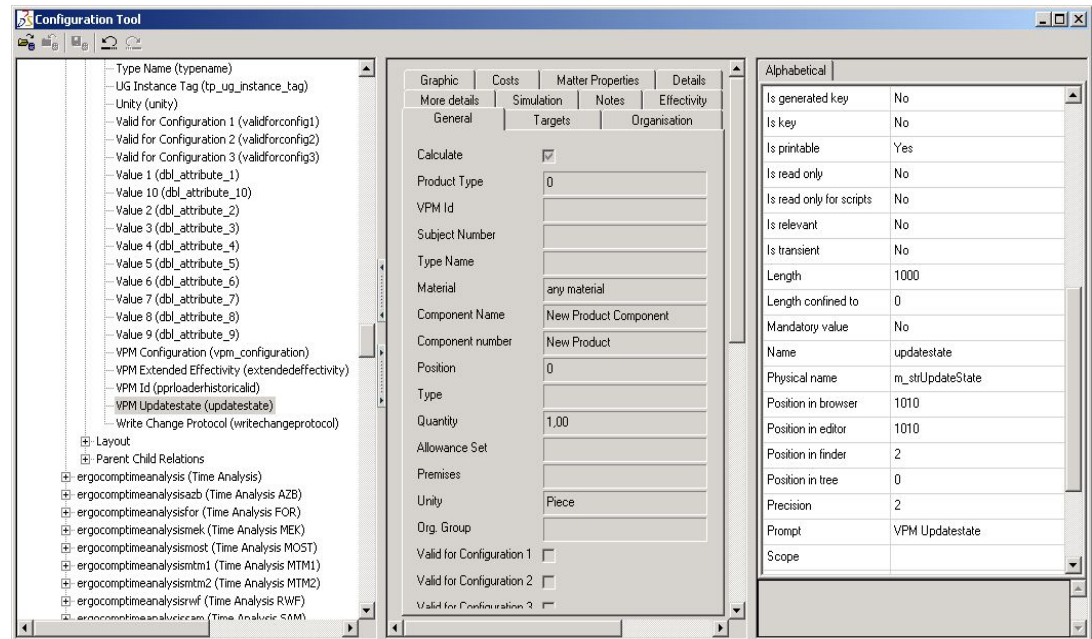 Configuration Tool
Type Name (typename)
UG Instance Tag (tp_ug_instance_tag)
Unity (unity)
Valid for Configuration 1 (validforconfig1)
Valid for Configuration 2 (validforconfig2)
Valid for Configuration 3 (validforconfig3)
Value 1 (dbl_attribute_1)
Value 10 (dbl_attribute_10)
Value 2 (dbl_attribute_2)
Value 3 (dbl_attribute_3)
Value 4 (dbl_attribute_4)
Value 5 (dbl_attribute_5)
Value 6 (dbl_attribute_6)
Value 7 (dbl_attribute_7)
Value 8 (dbl_attribute_8)
Value 9 (dbl_attribute_9)
VPM Configuration (vpm_configuration)
VPM Extended Effectivity (extendedeffectivity)
VPM Id (pprloaderhistoricalid)
VPM Updatestate (updatestate)
Write Change Protocol (writechangeprotocol)
Layout
Parent Child Relations
ergocomptimeanalysis (Time Analysis)
ergocomptimeanalysisazb (Time Analysis AZB)
ergocomptimeanalysisfor (Time Analysis FOR)
ergocomptimeanalysismek (Time Analysis MEK)
ergocomptimeanalysismost (Time Analysis MOST)
ergocomptimeanalysismtm1 (Time Analysis MTM1)
ergocomptimeanalysismtm2 (Time Analysis MTM2)
ergocomptimeanalysisrwf (Time Analysis RWF)
ergocomptimeanalysissam (Time Analysis SAM)
Graphic Costs Matter Properties Details
More details Simulation Notes Effectivity
General Targets Organisation
Calculate
Product Type 0
VPM Id
Subject Number
Type Name
Material any material
Component Name New Product Component
Component number New Product
Position 0
Type
Quantity 1,00
Allowance Set
Premises
Unity Piece
Org. Group
Valid for Configuration 1
Valid for Configuration 2
Valid for Configuration 3
Alphabetical
Is generated key No
Is key No
Is printable Yes
Is read only No
Is read only for scripts No
Is relevant No
Is transient No
Length 1000
Length confined to 0
Mandatory value No
Name updatestate
Physical name m_strUpdateState
Position in browser 1010
Position in editor 1010
Position in finder 2
Position in tree 0
Precision 2
Prompt VPM Updatestate
Scope